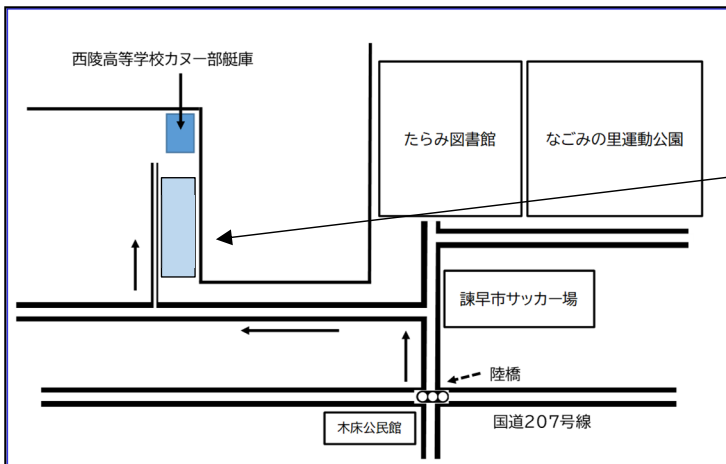 西陵高等学校カヌー部艇庫
たらみ図書館
なごみの里運動公園
諫早市サッカー場
陸橋
国道207号線
木床公民館